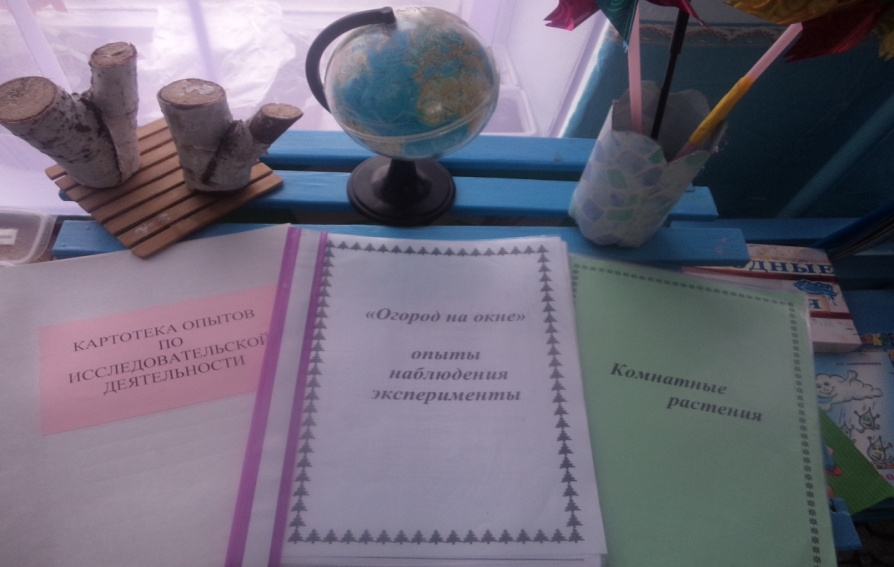 КАРТОТЕКА ОПЫТОВ
ПО
ИССЛЕДОВАТЕЛЬСКОЙ
ДЕЯТЕЛЬНОСТИ
«Огород на окне»
опыты
наблюдения
эксперименты
Комнатные
растения